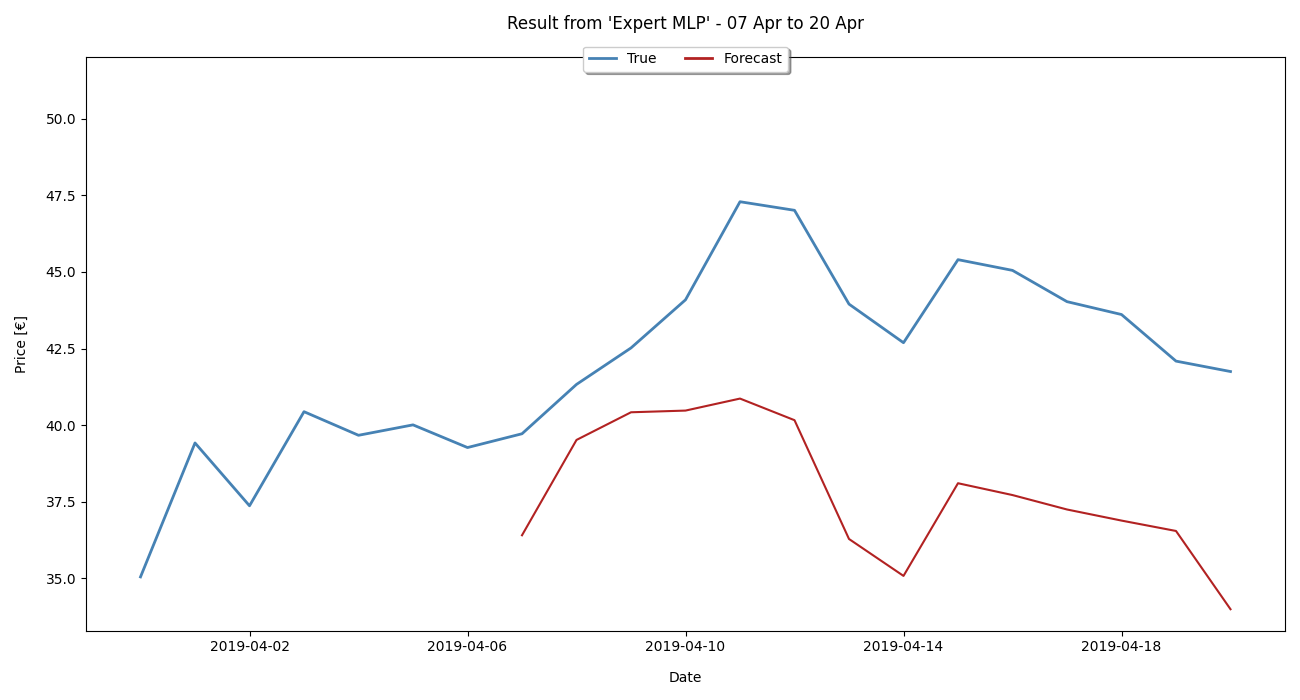 Result from 'Expert MLP' - 07 Apr to 20 Apr
True Forecast
50.0
47.5
45.0
42.5
40.0
37.5
35.0
Price [€]
2019-04-02 2019-04-06 2019-04-10 2019-04-14 2019-04-18
Date